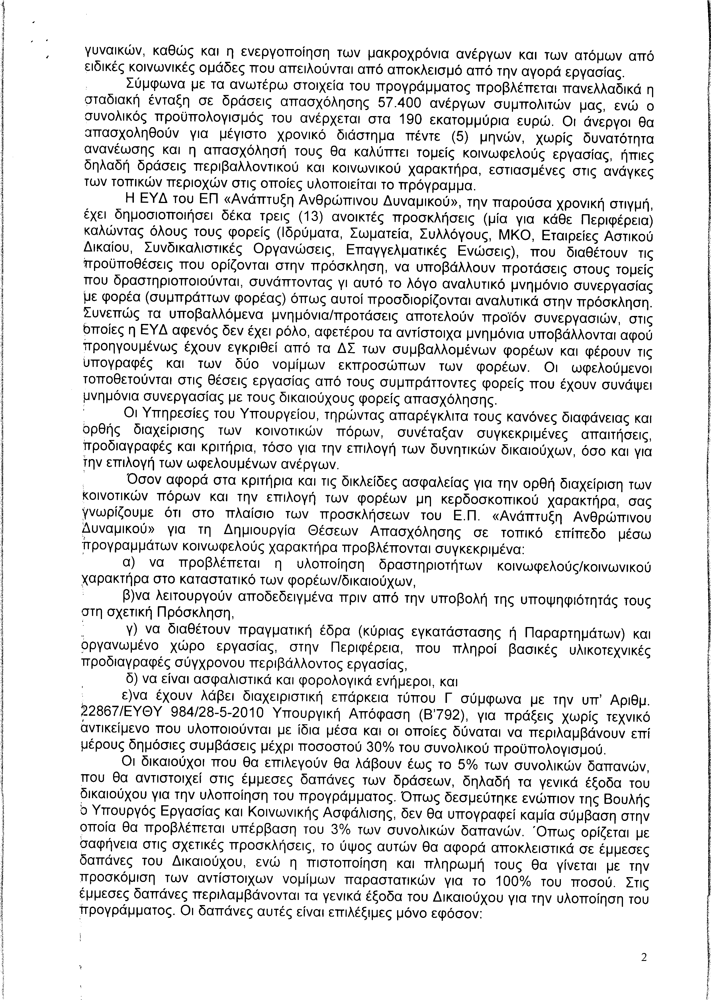 γυναικών, καθώς και η ενεργοποίηση των μακροχρόνια ανέργων και των ατόμων από
ειδικές κοινωνικές ομάδες που απειλούνται από αποκλεισμό από την αγορά εργασίας.
Σύμφωνα με τα ανωτέρω στοιχεία του προγράμματος προβλέπεται πανελλαδικά η
σταδιακή ένταξη σε δράσεις απασχόλησης 57.400 ανέργων συμπολιτών μας, ενώ ο
συνολικός προϋπολογισμός του ανέρχεται στα 190 εκατομμύρια ευρώ. Οι άνεργοι θα
απασχοληθούν για μέγιστο χρονικό διάστημα πέντε (5) μηνών, χωρίς δυνατότητα
ανανέωσης και η απασχόλησή τους θα καλύπτει τομείς κοινωφελούς εργασίας, ήπιες
δηλαδή δράσεις περιβαλλοντικού και κοινωνικού χαρακτήρα, εστιασμένες στις ανάγκες
των τοπικών περιοχών στις οποίες υλοποιείται το πρόγραμμα.
Η ΕΥΔ του ΕΠ «Ανάπτυξη Ανθρώπινου Δυναμικού», την παρούσα χρονική στιγμή,
έχει δημοσιοποιήσει δέκα τρεις (13) ανοικτές προσκλήσεις (μία για κάθε Περιφέρεια)
καλώντας όλους τους φορείς (Ιδρύματα, Σωματεία, Συλλόγους, ΜΚΟ, Εταιρείες Αστικού
Δικαίου, Συνδικαλιστικές Οργανώσεις, Επαγγελματικές Ενώσεις), που διαθέτουν τις
προϋποθέσεις που ορίζονται στην πρόσκληση, να υποβάλλουν προτάσεις στους τομείς
που δραστηριοποιούνται, συνάπτοντας γι αυτό το λόγο αναλυτικό μνημόνιο συνεργασίας
με φορέα (συμπράττων φορέας) όπως αυτοί προσδιορίζονται αναλυτικά στην πρόσκληση.
Συνεπώς τα υποβαλλόμενα μνημόνια/προτάσεις αποτελούν προϊόν συνεργασιών, στις
οποίες η ΕΥΔ αφενός δεν έχει ρόλο, αφετέρου τα αντίστοιχα μνημόνια υποβάλλονται αφού
προηγουμένως έχουν εγκριθεί από τα ΔΣ των συμβαλλομένων φορέων και φέρουν τις
υπογραφές και των δύο νομίμων εκπροσώπων των φορέων. Οι ωφελούμενοι
τοποθετούνται στις θέσεις εργασίας από τους συμπράττοντες φορείς που έχουν συνάψει
μνημόνια συνεργασίας με τους δικαιούχους φορείς απασχόλησης.
Οι Υπηρεσίες του Υπουργείου, τηρώντας απαρέγκλιτα τους κανόνες διαφάνειας και
ορθής διαχείρισης των κοινοτικών πόρων, συνέταξαν συγκεκριμένες απαιτήσεις,
προδιαγραφές και κριτήρια, τόσο για την επιλογή των δυνητικών δικαιούχων, όσο και για
την επιλογή των ωφελουμένων ανέργων.
Όσον αφορά στα κριτήρια και τις δικλείδες ασφαλείας για την ορθή διαχείριση των
κοινοτικών πόρων και την επιλογή των φορέων μη κερδοσκοπικού χαρακτήρα, σας
γνωρίζουμε ότι στο πλαίσιο των προσκλήσεων του Ε.Π. «Ανάπτυξη Ανθρώπινου
Δυναμικού» για τη Δημιουργία Θέσεων Απασχόλησης σε τοπικό επίπεδο μέσω
προγραμμάτων κοινωφελούς χαρακτήρα προβλέπονται συγκεκριμένα:
α) να προβλέπεται η υλοποίηση δραστηριοτήτων κοινωφελούς/κοινωνικού
χαρακτήρα στο καταστατικό των φορέων/δικαιούχων,
β)να λειτουργούν αποδεδειγμένα πριν από την υποβολή της υποψηφιότητάς τους
στη σχετική Πρόσκληση,
γ) να διαθέτουν πραγματική έδρα (κύριας εγκατάστασης ή Παραρτημάτων) και
οργανωμένο χώρο εργασίας, στην Περιφέρεια, που πληροί βασικές υλικοτεχνικές
προδιαγραφές σύγχρονου περιβάλλοντος εργασίας,
δ) να είναι ασφαλιστικά και φορολογικά ενήμεροι, και
ε)να έχουν λάβει διαχειριστική επάρκεια τύπου Γ σύμφωνα με την υπ’ Αριθμ.
22867/ΕΥΘΥ 984/28-5-2010 Υπουργική Απόφαση (Β’792), για πράξεις χωρίς τεχνικό
αντικείμενο που υλοποιούνται με ίδια μέσα και οι οποίες δύναται να περιλαμβάνουν επί
μέρους δημόσιες συμβάσεις μέχρι ποσοστού 30% του συνολικού προϋπολογισμού.
Οι δικαιούχοι που θα επιλεγούν θα λάβουν έως το 5% των συνολικών δαπανών,
που θα αντιστοιχεί στις έμμεσες δαπάνες των δράσεων, δηλαδή τα γενικά έξοδα του
δικαιούχου για την υλοποίηση του προγράμματος. Όπως δεσμεύτηκε ενώπιον της Βουλής
ο Υπουργός Εργασίας και Κοινωνικής Ασφάλισης, δεν θα υπογραφεί καμία σύμβαση στην
οποία θα προβλέπεται υπέρβαση του 3% των συνολικών δαπανών. Όπως ορίζεται με
σαφήνεια στις σχετικές προσκλήσεις, το ύψος αυτών θα αφορά αποκλειστικά σε έμμεσες
δαπάνες του Δικαιούχου, ενώ η πιστοποίηση και πληρωμή τους θα γίνεται με την
προσκόμιση των αντίστοιχων νομίμων παραστατικών για το 100% του ποσού. Στις
έμμεσες δαπάνες περιλαμβάνονται τα γενικά έξοδα του Δικαιούχου για την υλοποίηση του
προγράμματος. Οι δαπάνες αυτές είναι επιλέξιμες μόνο εφόσον:
2